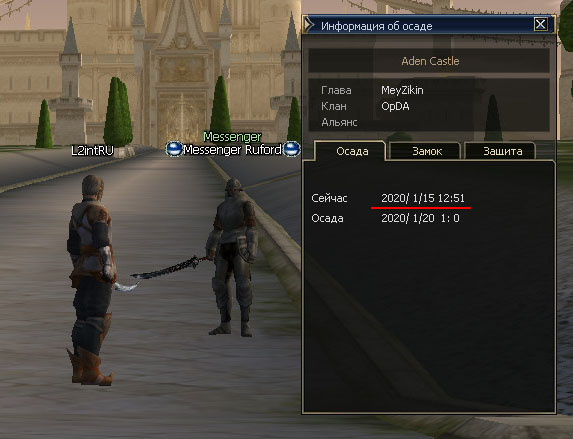 Информация об осаде
Aden Castle
Глава MeyZikin
Клан OpDA
Альянс
Осада Замок Защита
Сейчас 2020/ 1/15 12:51
Осада 2020/ 1/20 1: 0
Messenger
L2intRU Messenger Ruford